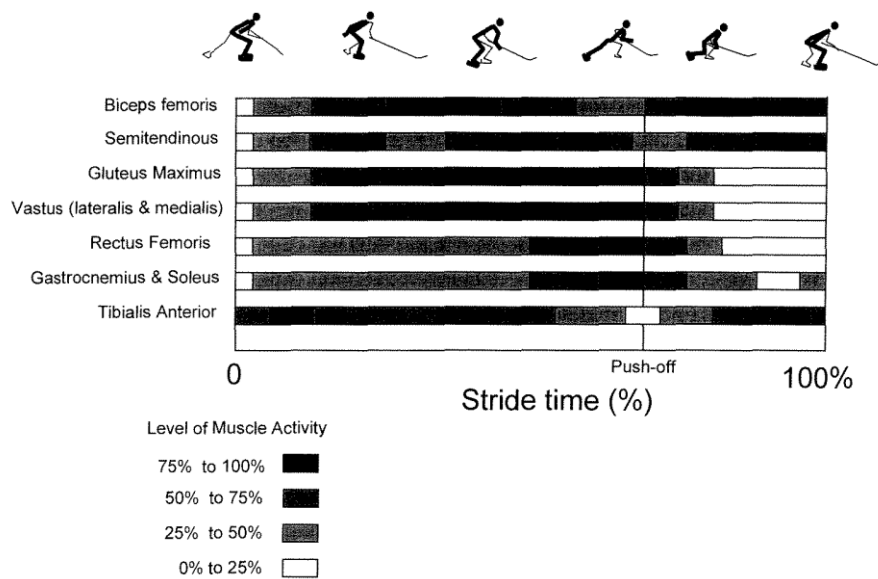 Biceps femoris
Semitendinous
Gluteus Maximus
Vastus (lateralis & medialis)
Rectus Femoris
Gastrocnemius & Soleus
Tibialis Anterior
Push-off
0 100%
Stride time (%)
Level of Muscle Activity
75% to 100%
50% to 75%
25% to 50%
0% to 25%